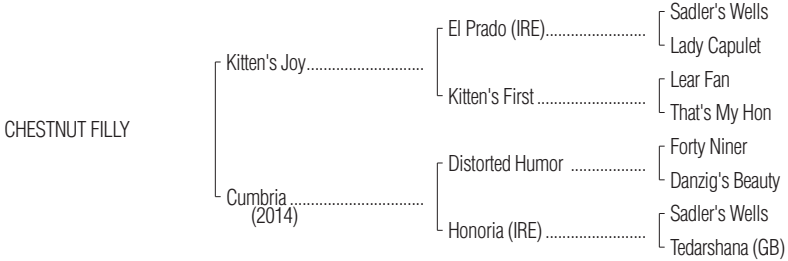 Sadler's Wells
El Prado (IRE)........................
Lady Capulet
Kitten's Joy............................
Lear Fan
Kitten's First ..........................
That's My Hon
CHESTNUT FILLY
Forty Niner
Distorted Humor ..................
Danzig's Beauty
Cumbria ................................
(2014)
Sadler's Wells
Honoria (IRE) ........................
Tedarshana (GB)